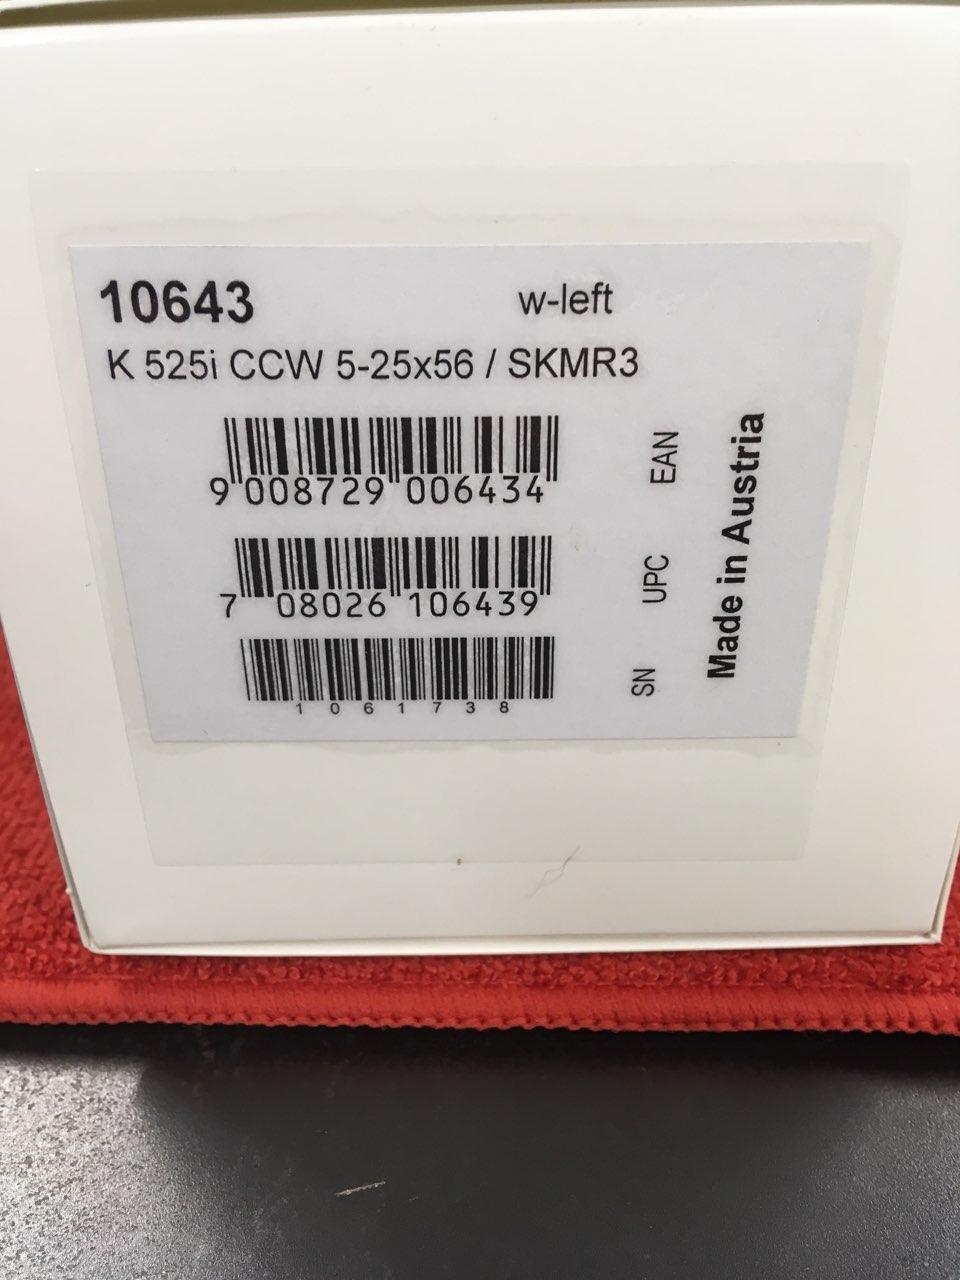 10643 w-left
K 525i CCW 5-25x56 / SKMR3
9 008729 006434 EAN
7 08026 106439 UPC
1061738 SN
Made in Austria